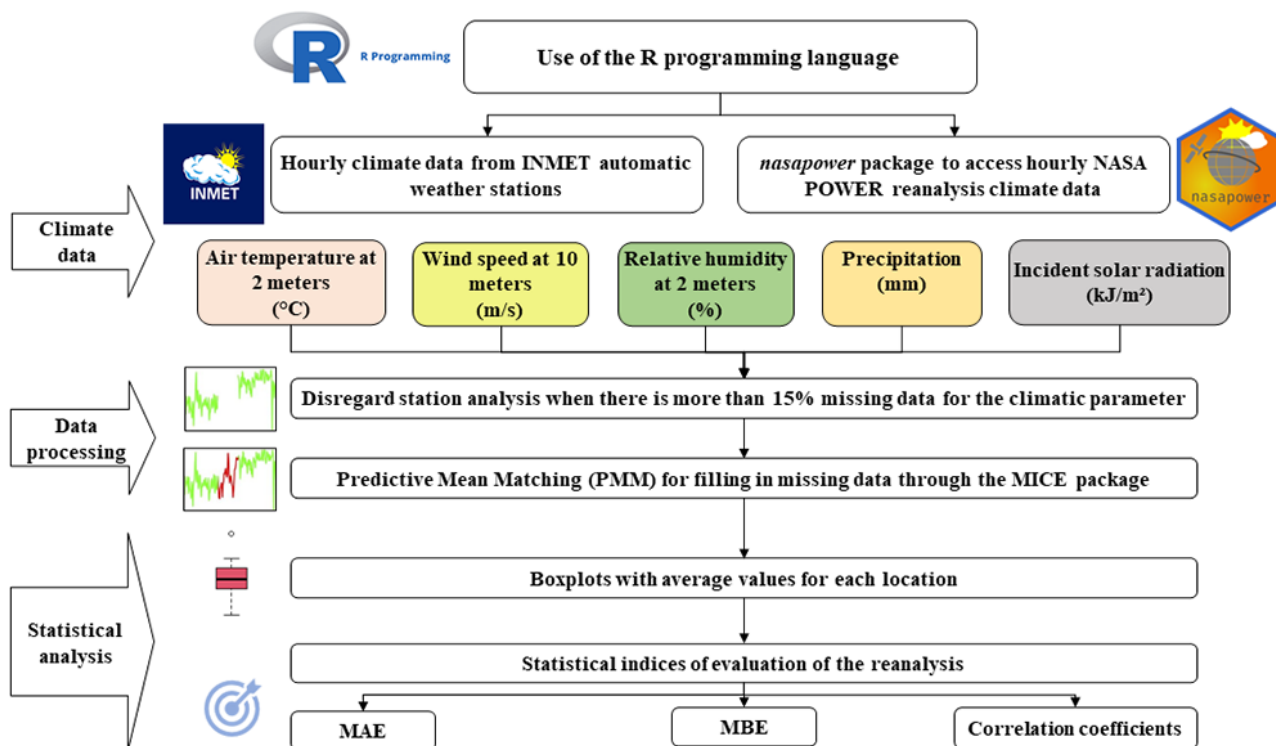 R Programming
Use of the R programming language
INMET
Hourly climate data from INMET automatic
weather stations
nasapower package to access hourly NASA
POWER reanalysis climate data
nasapower
Climate
data
Air temperature at
2 meters
(°C)
Wind speed at 10
meters
(m/s)
Relative humidity
at 2 meters
(%)
Precipitation
(mm)
Incident solar radiation
(kJ/m²)
Data
processing
Disregard station analysis when there is more than 15% missing data for the climatic parameter
Predictive Mean Matching (PMM) for filling in missing data through the MICE package
Statistical
analysis
Boxplots with average values for each location
Statistical indices of evaluation of the reanalysis
MAE
MBE
Correlation coefficients